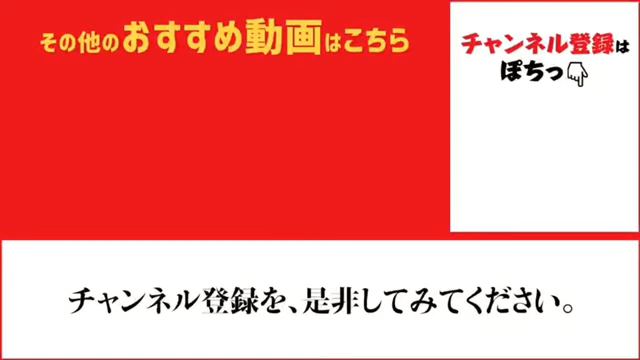 その他のおすすめ動画はこちら
チャンネル登録は
ぽちっ
チャンネル登録を、是非してみてください。